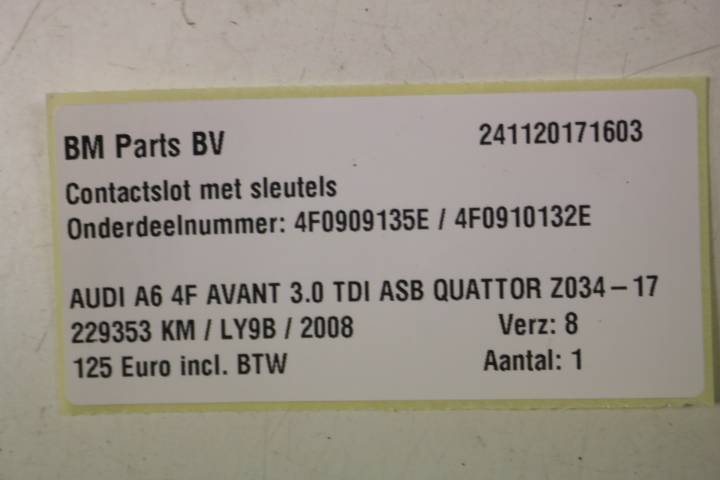 BM Parts BV 241120171603
Contactslot met sleutels
Onderdeelnummer: 4F0909135E / 4F0910132E
AUDI A6 4F AVANT 3.0 TDI ASB QUATTOR Z034-17
229353 KM / LY9B / 2008 Verz: 8
125 Euro incl. BTW Aantal: 1